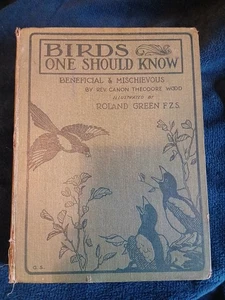 BIRDS
ONE SHOULD KNOW
BENEFICIAL & MISCHIEVOUS
BY REV. CANON THEODORE WOOD
ILLUSTRATED BY
ROLAND GREEN F.Z.S.